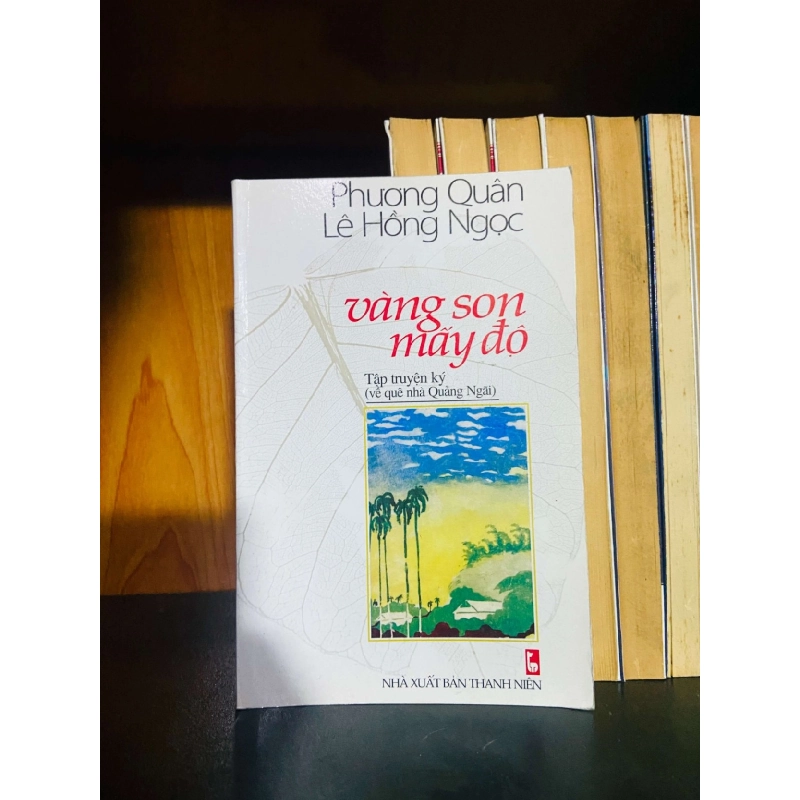 Phương Quân
Lê Hồng Ngọc
vàng son
mấy độ
Tập truyện ký
(về quê nhà Quảng Ngãi)
NHÀ XUẤT BẢN THANH NIÊN